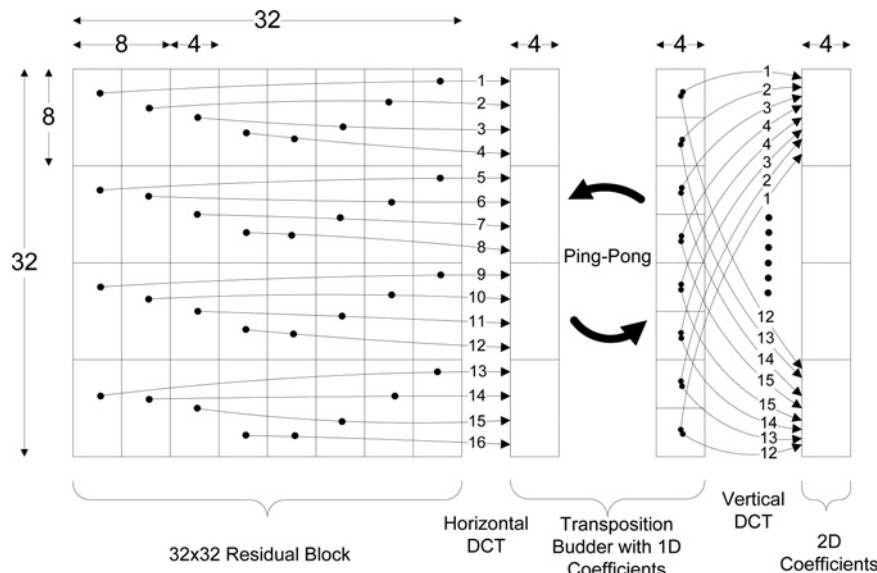 32
8 4 4 4 4
8
32
1
2
3
4
5
6
7
8
9
10
11
12
13
14
15
16
Ping-Pong
1
2
3
4
4
3
2
1
12
13
14
15
15
14
13
12
32x32 Residual Block
Horizontal
DCT
Transposition
Budder with 1D
Coefficients
Vertical
DCT
2D
Coefficients